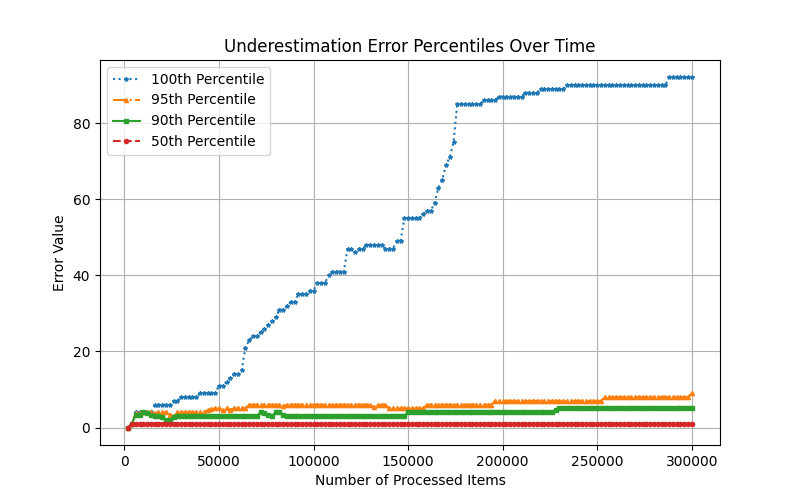 Underestimation Error Percentiles Over Time
100th Percentile
95th Percentile
90th Percentile
50th Percentile
Error Value
80
60
40
20
0
0 50000 100000 150000 200000 250000 300000
Number of Processed Items